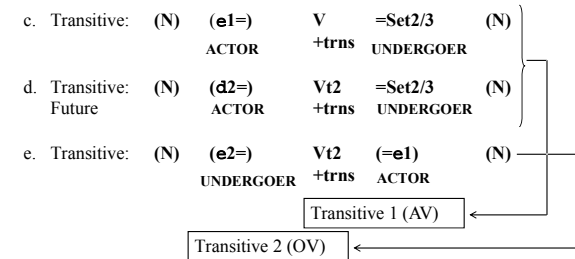 c. Transitive: (N) (e1=) V =Set2/3 (N)
ACTOR +trns UNDERGOER
d. Transitive: (N) (d2=) Vt2 =Set2/3 (N)
Future ACTOR +trns UNDERGOER
e. Transitive: (N) (e2=) Vt2 (=e1) (N)
UNDERGOER +trns ACTOR
Transitive 1 (AV)
Transitive 2 (OV)